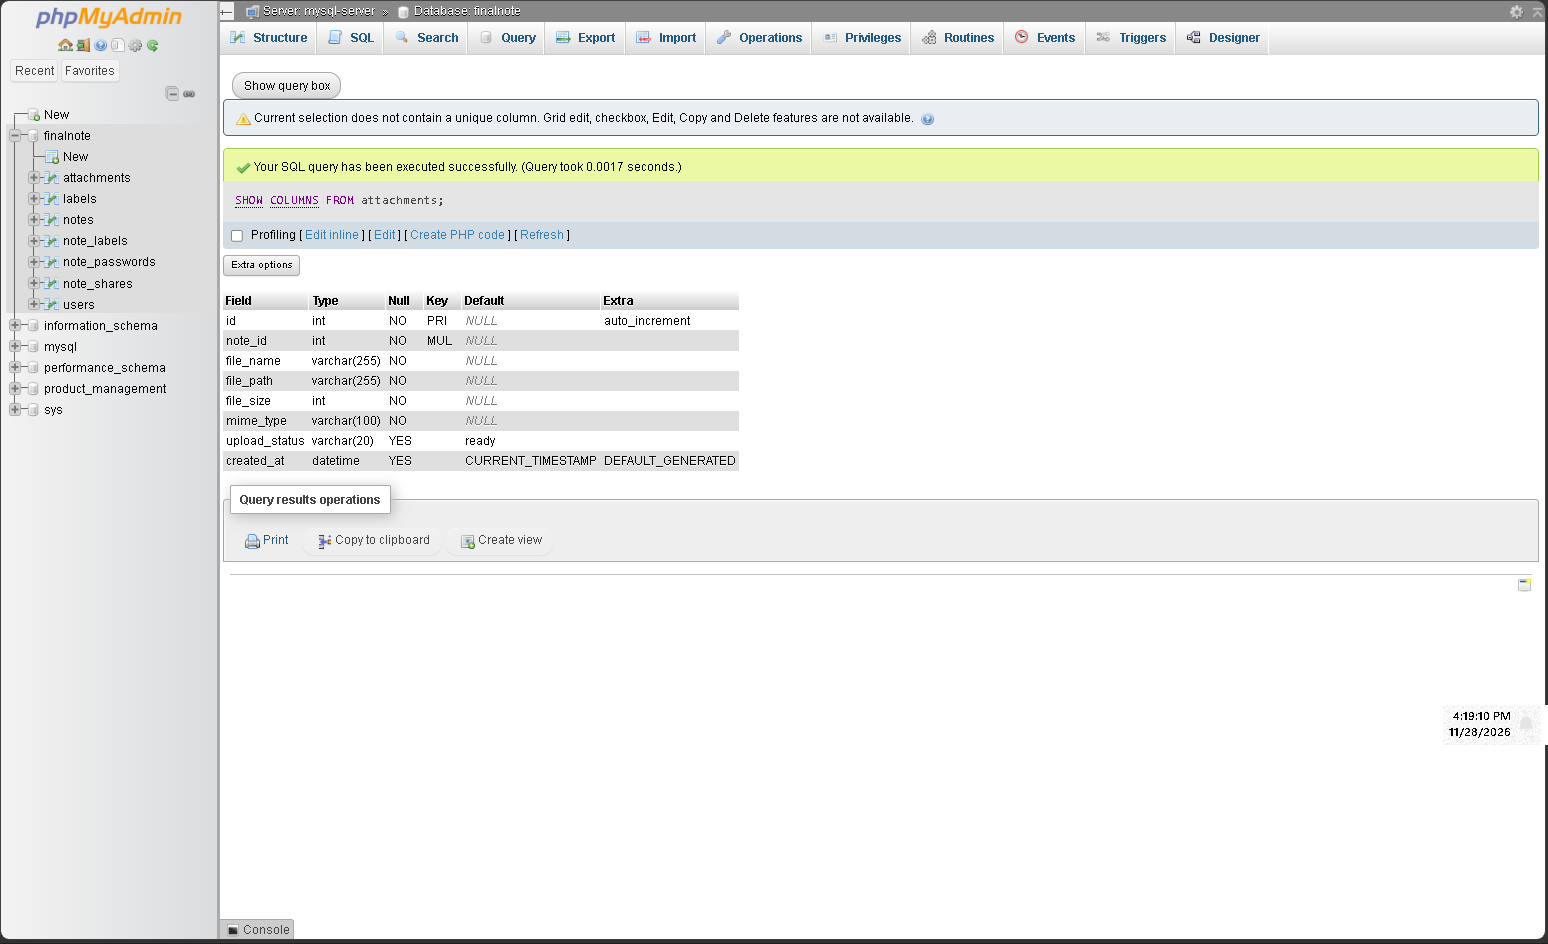 phpMyAdmin
Recent Favorites
New
finalnote
New
attachments
labels
notes
note_labels
note_passwords
note_shares
users
information_schema
mysql
performance_schema
product_management
sys
Server: mysql-server » Database: finalnote
Structure SQL Search Query Export Import Operations Privileges Routines Events Triggers Designer
Show query box
Current selection does not contain a unique column. Grid edit, checkbox, Edit, Copy and Delete features are not available.
Your SQL query has been executed successfully. (Query took 0.0017 seconds.)
SHOW COLUMNS FROM attachments;
Profiling [ Edit inline ] [ Edit ] [ Create PHP code ] [ Refresh ]
Extra options
Field Type Null Key Default Extra
id int NO PRI NULL auto_increment
note_id int NO MUL NULL
file_name varchar(255) NO NULL
file_path varchar(255) NO NULL
file_size int NO NULL
mime_type varchar(100) NO NULL
upload_status varchar(20) YES ready
created_at datetime YES CURRENT_TIMESTAMP DEFAULT_GENERATED
Query results operations
Print Copy to clipboard Create view
4:19:10 PM
11/28/2026
Console